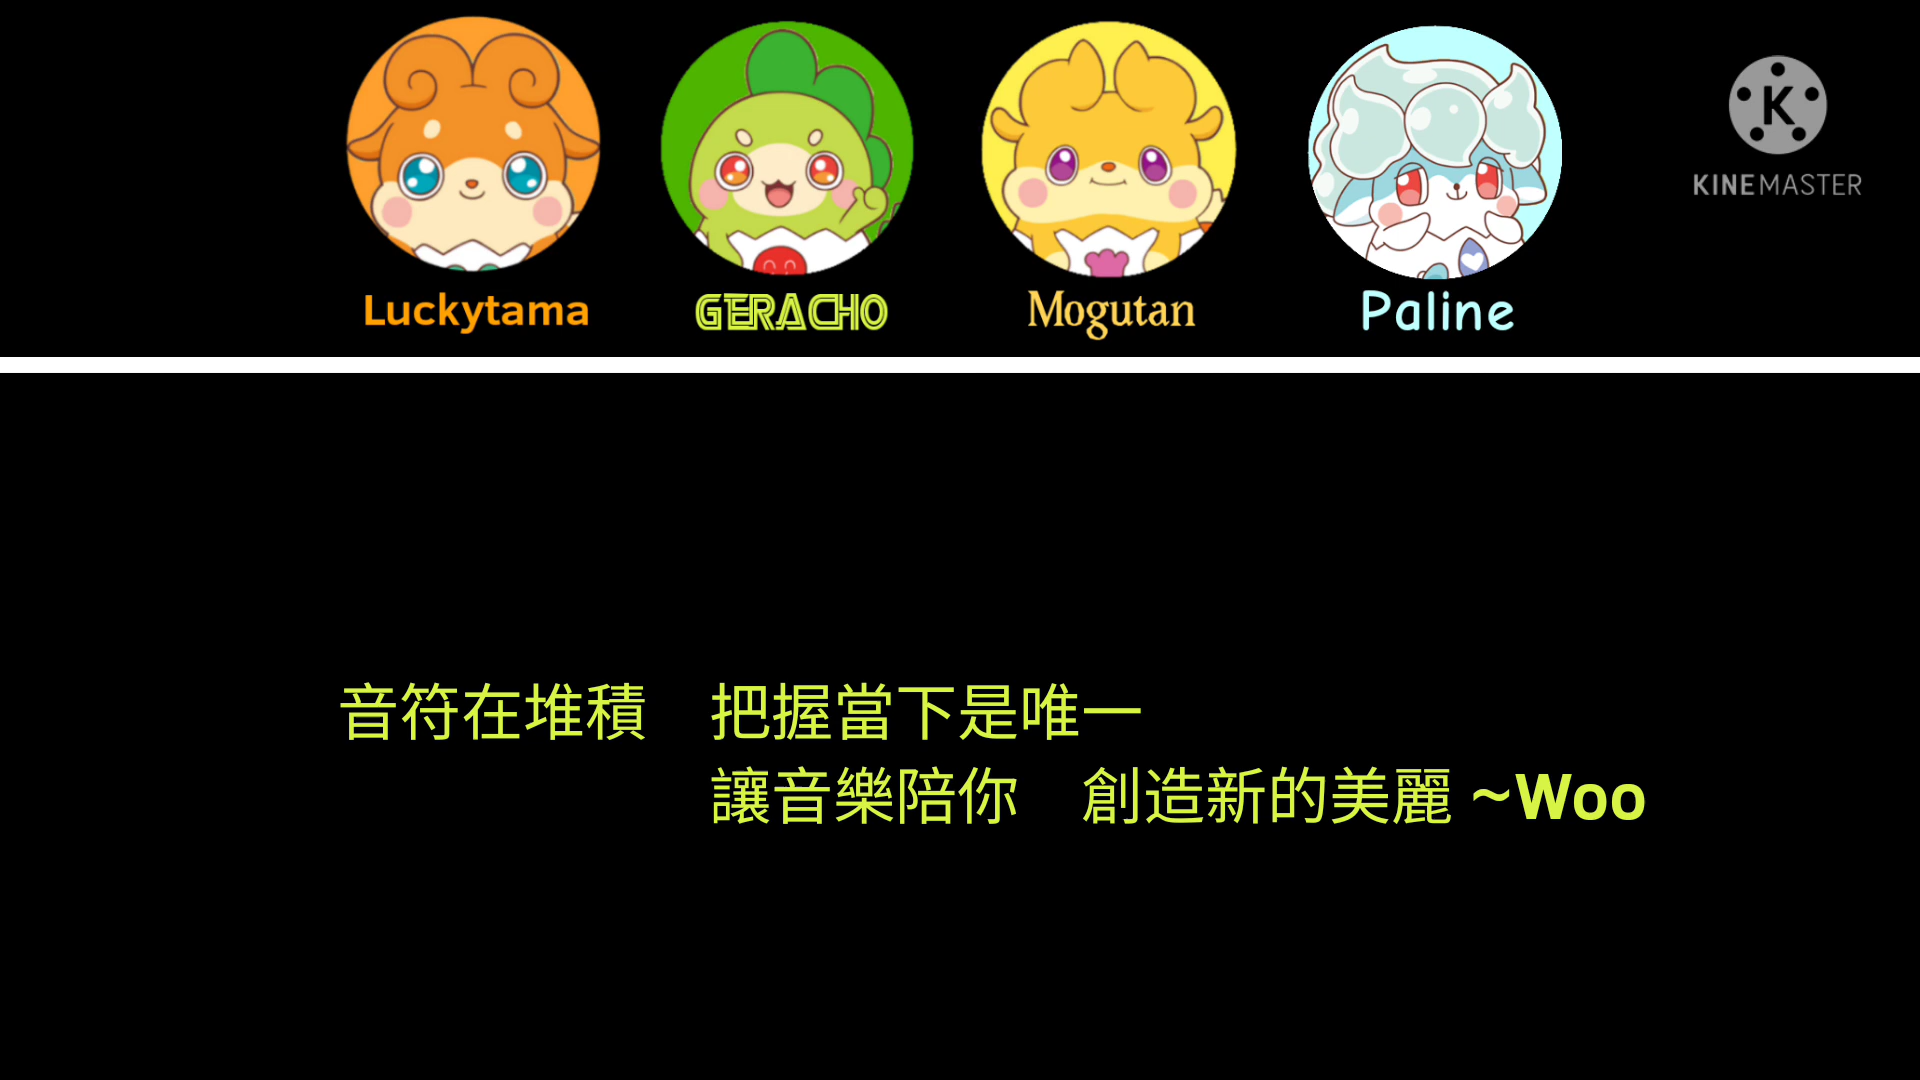 Luckytama
GERACHO
Mogutan
Paline
K
KINEMASTER
音符在堆積　把握當下是唯一
讓音樂陪你　創造新的美麗 ~Woo